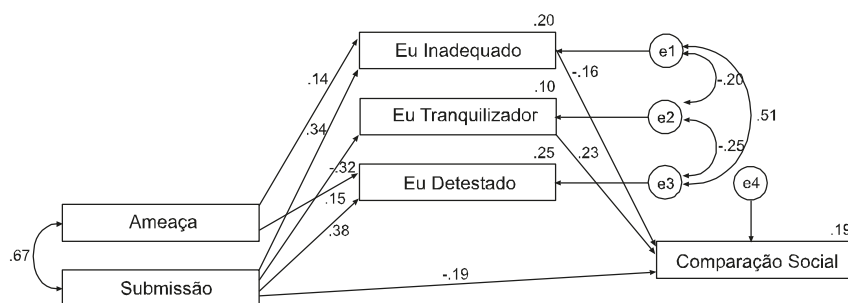 .20
Eu Inadequado
e1
.14
-.16
-.20
.10
.34
Eu Tranquilizador
e2
.51
.25
.23
-.25
-.32
Eu Detestado
e3
e4
.15
Ameaça
.38
.67
.19
Comparação Social
-.19
Submissão